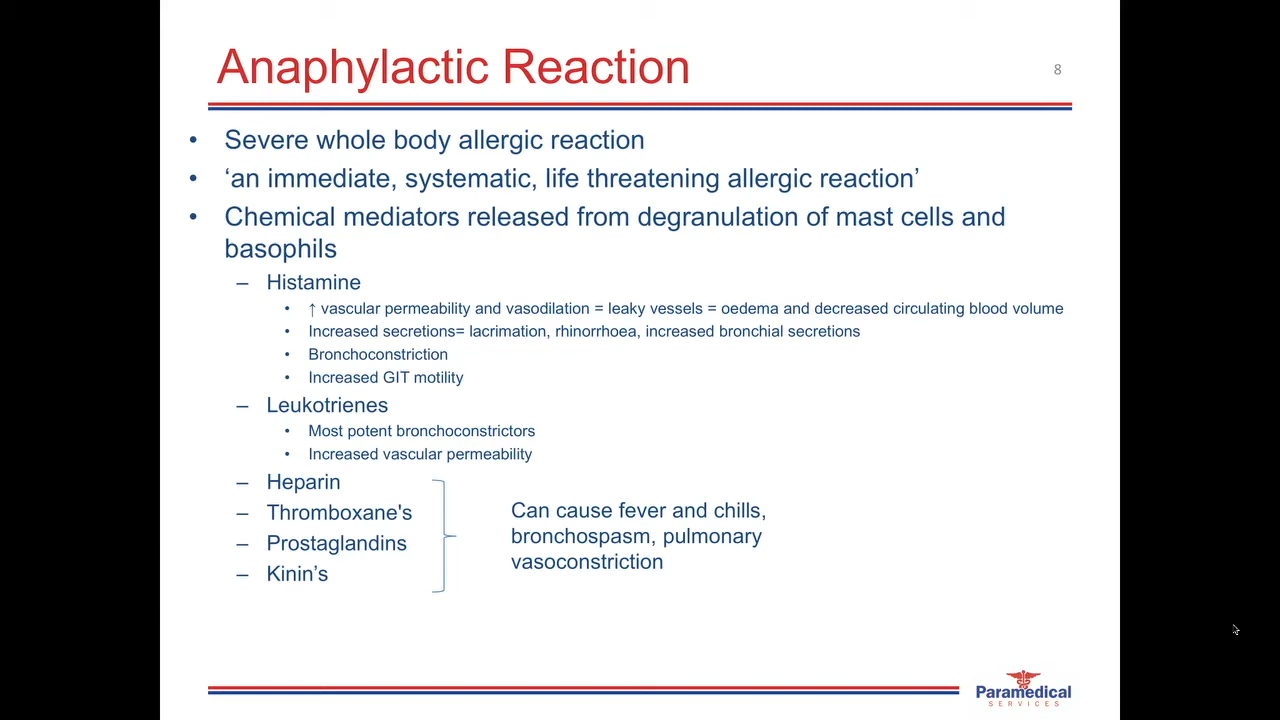 Anaphylactic Reaction
8
• Severe whole body allergic reaction
• ‘an immediate, systematic, life threatening allergic reaction’
• Chemical mediators released from degranulation of mast cells and
basophils
– Histamine
• ↑ vascular permeability and vasodilation = leaky vessels = oedema and decreased circulating blood volume
• Increased secretions= lacrimation, rhinorrhoea, increased bronchial secretions
• Bronchoconstriction
• Increased GIT motility
– Leukotrienes
• Most potent bronchoconstrictors
• Increased vascular permeability
– Heparin
– Thromboxane's
– Prostaglandins
– Kinin’s
Can cause fever and chills,
bronchospasm, pulmonary
vasoconstriction
Paramedical
SERVICES